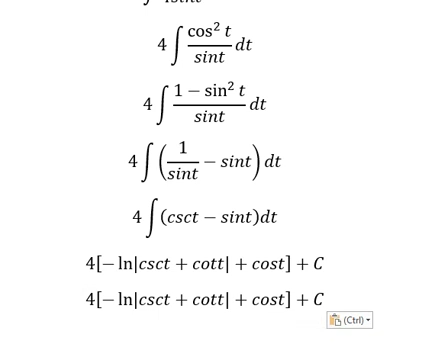 4∫ cos² t / sint dt
4∫ 1 − sin² t / sint dt
4∫ (1 / sint − sint) dt
4∫(csct − sint)dt
4[− ln|csct + cott| + cost] + C
4[− ln|csct + cott| + cost] + C
(Ctrl)